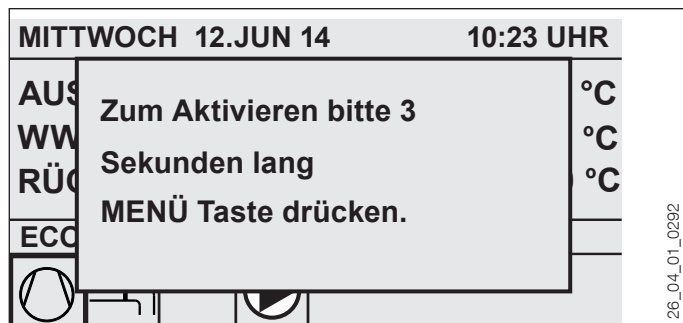 MITTWOCH 12.JUN 14 10:23 UHR
AUS °C
WW °C
RÜC °C
Zum Aktivieren bitte 3
Sekunden lang
MENÜ Taste drücken.
ECO
26_04_01_0292